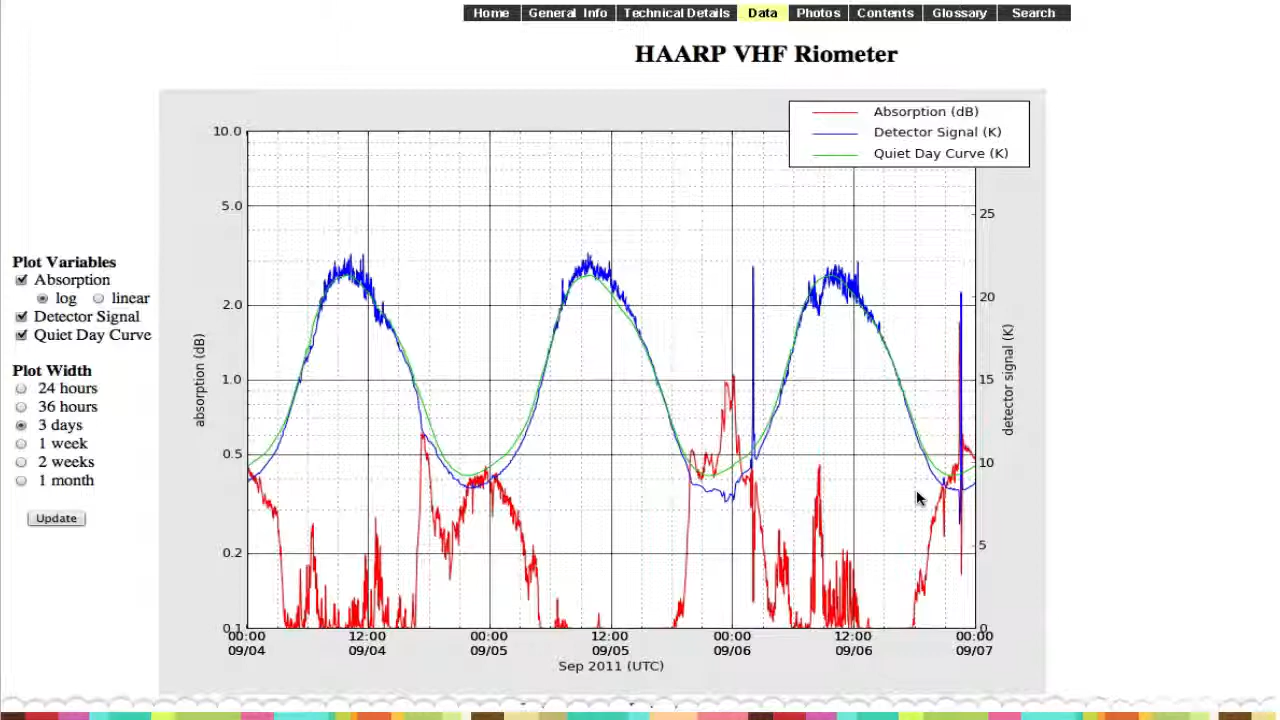 Home General Info Technical Details Data Photos Contents Glossary Search
HAARP VHF Riometer
Absorption (dB)
Detector Signal (K)
Quiet Day Curve (K)
Plot Variables
Absorption
log linear
Detector Signal
Quiet Day Curve
Plot Width
24 hours
36 hours
3 days
1 week
2 weeks
1 month
Update
absorption (dB)
10.0
5.0
2.0
1.0
0.5
0.2
0.1
detector signal (K)
25
20
15
10
5
0
00:00 12:00 00:00 12:00 00:00 12:00 00:00
09/04 09/04 09/05 09/05 09/06 09/06 09/07
Sep 2011 (UTC)